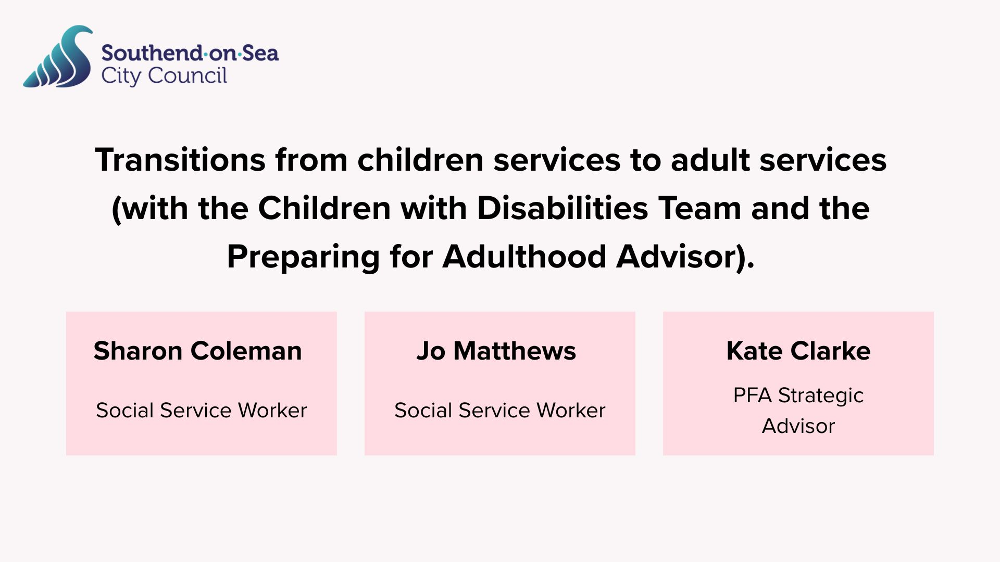 Southend·on·Sea
City Council
Transitions from children services to adult services
(with the Children with Disabilities Team and the
Preparing for Adulthood Advisor).
Sharon Coleman
Social Service Worker
Jo Matthews
Social Service Worker
Kate Clarke
PFA Strategic
Advisor